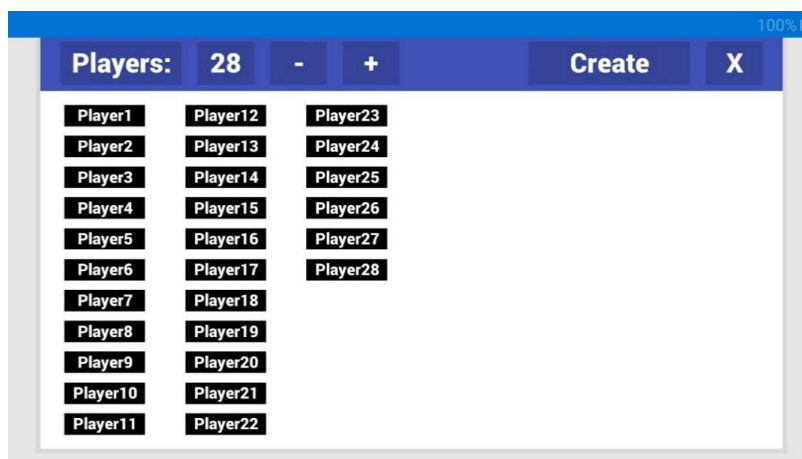 100%
Players: 28 - + Create X
Player1 Player12 Player23
Player2 Player13 Player24
Player3 Player14 Player25
Player4 Player15 Player26
Player5 Player16 Player27
Player6 Player17 Player28
Player7 Player18
Player8 Player19
Player9 Player20
Player10 Player21
Player11 Player22